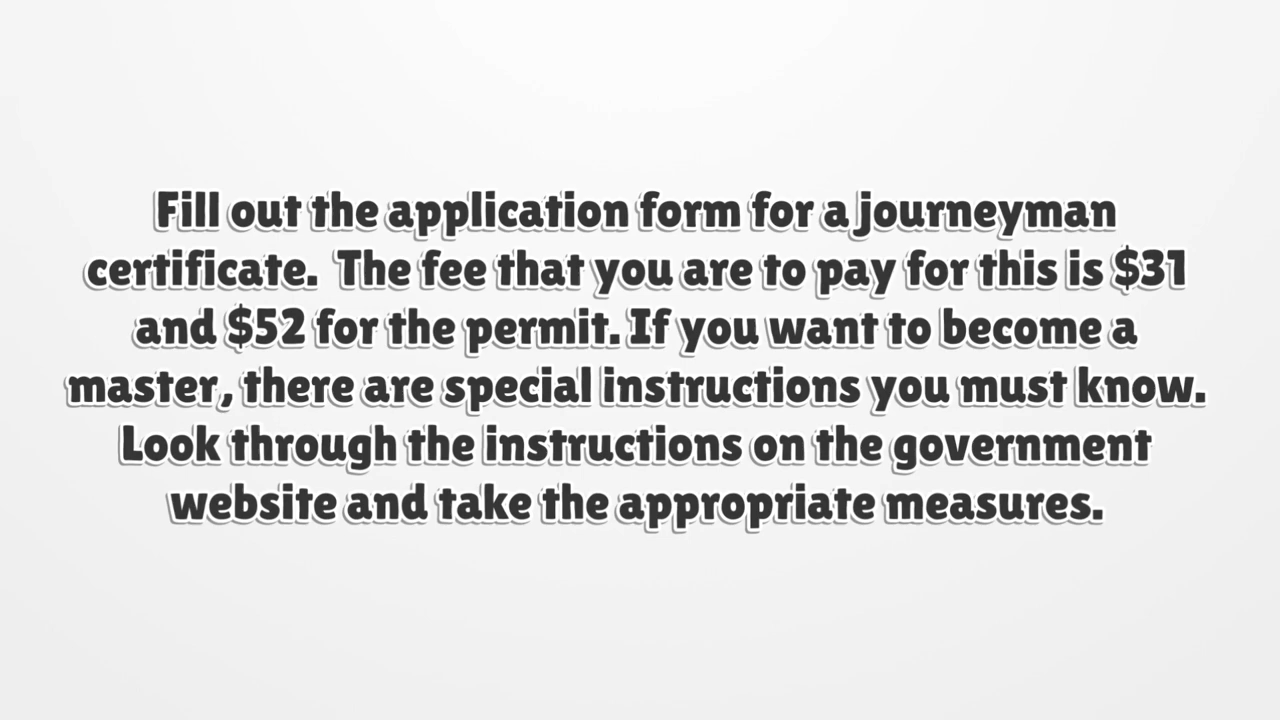 Fill out the application form for a journeyman
certificate.  The fee that you are to pay for this is $31
and $52 for the permit. If you want to become a
master, there are special instructions you must know.
Look through the instructions on the government
website and take the appropriate measures.